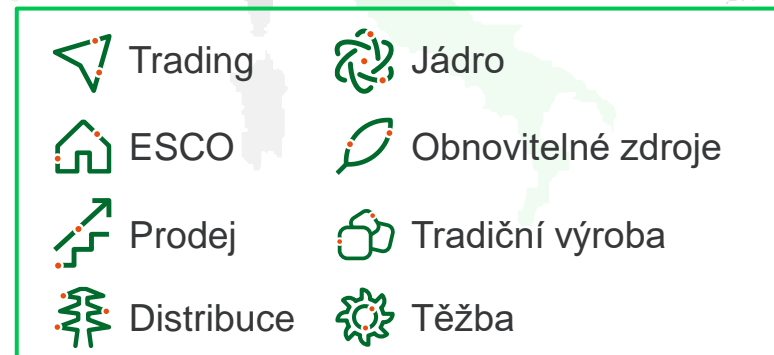 Trading
Jádro
ESCO
Obnovitelné zdroje
Prodej
Tradiční výroba
Distribuce
Těžba